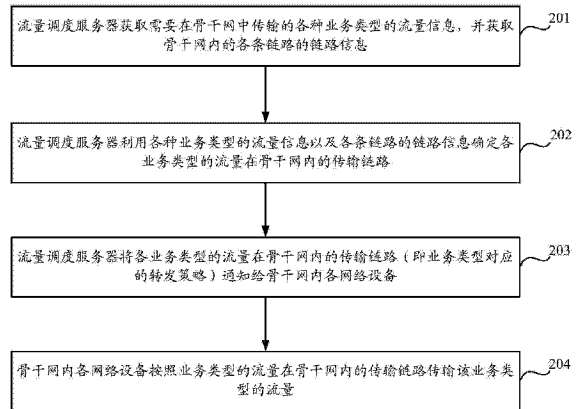 流量调度服务器获取需要在骨干网中传输的各种业务类型的流量信息，并获取
骨干网内的各条链路的链路信息
201
流量调度服务器利用各种业务类型的流量信息以及各条链路的链路信息确定各
业务类型的流量在骨干网内的传输链路
202
流量调度服务器将各业务类型的流量在骨干网内的传输链路（即业务类型对应
的转发策略）通知给骨干网内各网络设备
203
骨干网内各网络设备按照业务类型的流量在骨干网内的传输链路传输该业务类
型的流量
204